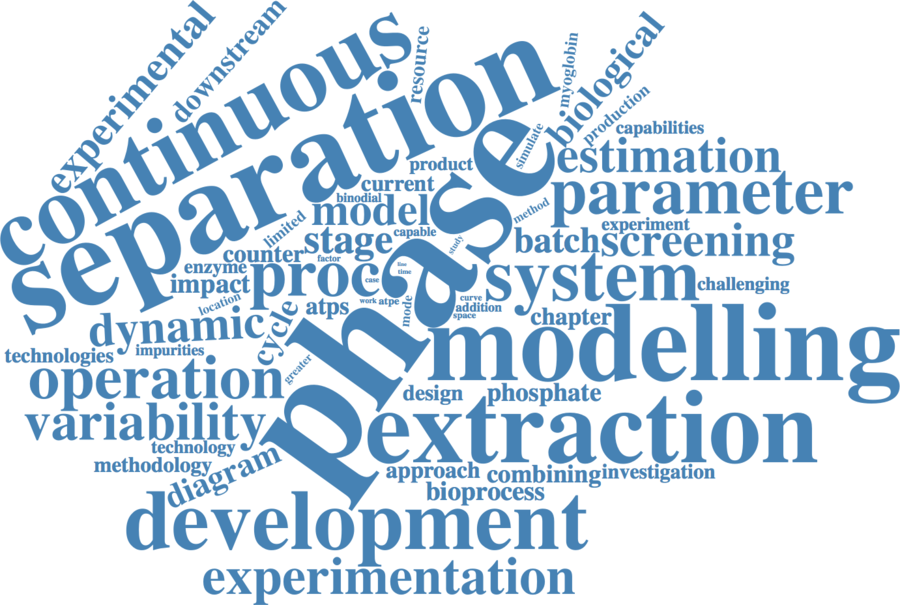 experimental
downstream
continuous
resource
separation
myoglobin
biological
production
capabilities
simulate
phase
estimation
product
current
binodial
parameter
model
method
limited
capable
experiment
stage
study
batch
screening
counter
factor
enzyme
proc
line
time
system
impact
case
challenging
location
atps
work
atpe
mode
curve
addition
space
chapter
dynamic
cycle
modelling
technologies
impurities
greater
operation
design
phosphate
variability
extraction
technology
methodology
diagram
approach
combining
investigation
bioprocess
development
experimentation